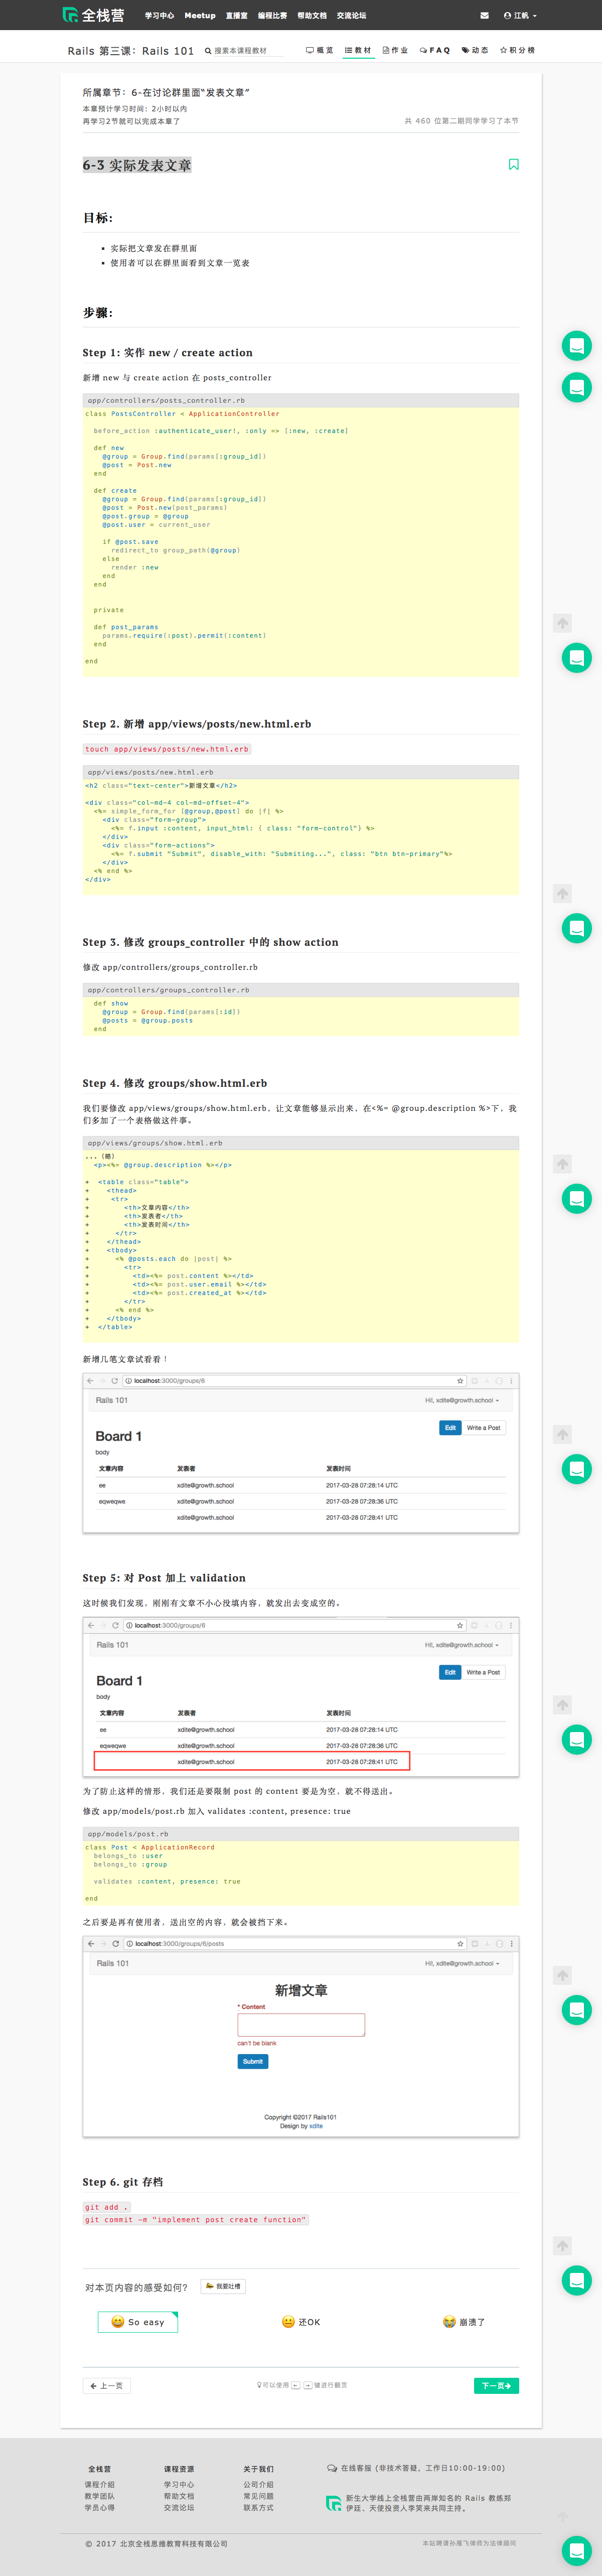 全栈营 学习中心 Meetup 直播室 编程比赛 帮助文档 交流论坛 江帆
Rails 第三课：Rails 101 搜索本课程教材 概览 教材 作业 FAQ 动态 积分榜
所属章节：6-在讨论群里面“发表文章”
本章预计学习时间：2小时以内
再学习2节就可以完成本章了 共 460 位第二期同学学习了本节
6-3 实际发表文章
目标：
实际把文章发在群里面
使用者可以在群里面看到文章一览表
步骤：
Step 1: 实作 new / create action
新增 new 与 create action 在 posts_controller
app/controllers/posts_controller.rb
class PostsController < ApplicationController
before_action :authenticate_user!, :only => [:new, :create]
def new
@group = Group.find(params[:group_id])
@post = Post.new
end
def create
@group = Group.find(params[:group_id])
@post = Post.new(post_params)
@post.group = @group
@post.user = current_user
if @post.save
redirect_to group_path(@group)
else
render :new
end
end
private
def post_params
params.require(:post).permit(:content)
end
end
Step 2. 新增 app/views/posts/new.html.erb
touch app/views/posts/new.html.erb
app/views/posts/new.html.erb
<h2 class="text-center">新增文章</h2>
<div class="col-md-4 col-md-offset-4">
<%= simple_form_for [@group,@post] do |f| %>
<div class="form-group">
<%= f.input :content, input_html: { class: "form-control"} %>
</div>
<div class="form-actions">
<%= f.submit "Submit", disable_with: "Submiting...", class: "btn btn-primary"%>
</div>
<% end %>
</div>
Step 3. 修改 groups_controller 中的 show action
修改 app/controllers/groups_controller.rb
app/controllers/groups_controller.rb
def show
@group = Group.find(params[:id])
@posts = @group.posts
end
Step 4. 修改 groups/show.html.erb
我们要修改 app/views/groups/show.html.erb，让文章能够显示出来，在<%= @group.description %>下，我
们多加了一个表格做这件事。
app/views/groups/show.html.erb
...（略）
<p><%= @group.description %></p>
+ <table class="table">
+ <thead>
+ <tr>
+ <th>文章内容</th>
+ <th>发表者</th>
+ <th>发表时间</th>
+ </tr>
+ </thead>
+ <tbody>
+ <% @posts.each do |post| %>
+ <tr>
+ <td><%= post.content %></td>
+ <td><%= post.user.email %></td>
+ <td><%= post.created_at %></td>
+ </tr>
+ <% end %>
+ </tbody>
+ </table>
新增几笔文章试看看！
localhost:3000/groups/6
Rails 101 Hi!, xdite@growth.school
Edit Write a Post
Board 1
body
文章内容 发表者 发表时间
ee xdite@growth.school 2017-03-28 07:28:14 UTC
eqweqwe xdite@growth.school 2017-03-28 07:28:36 UTC
xdite@growth.school 2017-03-28 07:28:41 UTC
Step 5: 对 Post 加上 validation
这时候我们发现，刚刚有文章不小心没填内容，就发出去变成空的。
localhost:3000/groups/6
Rails 101 Hi!, xdite@growth.school
Edit Write a Post
Board 1
body
文章内容 发表者 发表时间
ee xdite@growth.school 2017-03-28 07:28:14 UTC
eqweqwe xdite@growth.school 2017-03-28 07:28:36 UTC
xdite@growth.school 2017-03-28 07:28:41 UTC
为了防止这样的情形，我们还是要限制 post 的 content 要是为空，就不得送出。
修改 app/models/post.rb 加入 validates :content, presence: true
app/models/post.rb
class Post < ApplicationRecord
belongs_to :user
belongs_to :group
validates :content, presence: true
end
之后要是再有使用者，送出空的内容，就会被挡下来。
localhost:3000/groups/6/posts
Rails 101 Hi!, xdite@growth.school
新增文章
* Content
can't be blank
Submit
Copyright ©2017 Rails101
Design by xdite
Step 6. git 存档
git add .
git commit -m "implement post create function"
对本页内容的感受如何？ 我要吐槽
So easy 还OK 崩溃了
上一页 可以使用 ← → 键进行翻页 下一页
全栈营 课程资源 关于我们 在线客服 (非技术答疑，工作日10:00-19:00)
课程介绍 学习中心 公司介绍
教学团队 帮助文档 常见问题 新生大学线上全栈营由两岸知名的 Rails 教练郑
学员心得 交流论坛 联系方式 伊廷、天使投资人李笑来共同主持。
© 2017 北京全栈思维教育科技有限公司 本站聘请孙雁飞律师为法律顾问